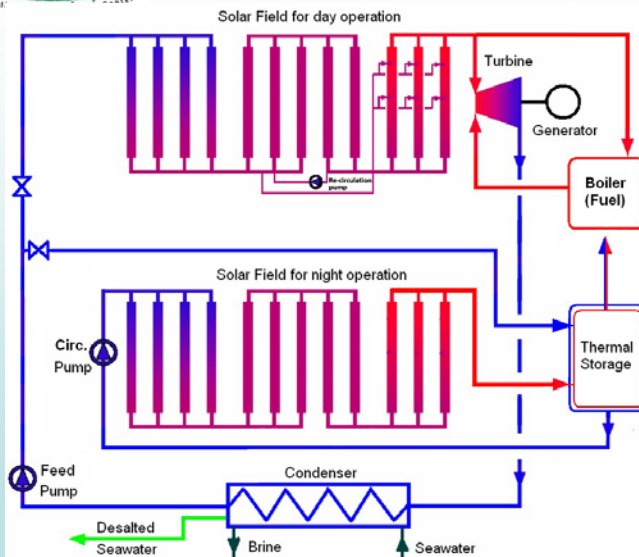 Solar Field for day operation
Turbine
Generator
Re-circulation
pump
Boiler
(Fuel)
Solar Field for night operation
Circ.
Pump
Thermal
Storage
Feed
Pump
Condenser
Desalted
Seawater
Brine
Seawater